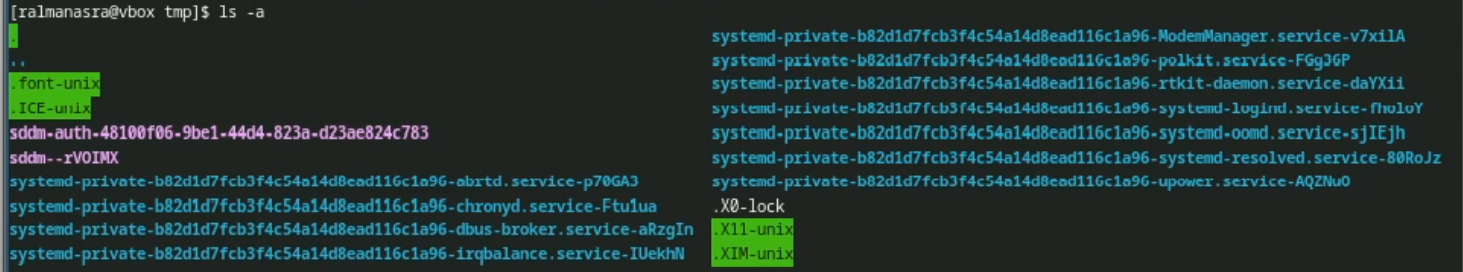 [ralmanasra@vbox tmp]$ ls -a
.
..
.font-unix
.ICE-unix
sddm-auth-48100f06-9be1-44d4-823a-d23ae824c783
sddm--rVOIMX
systemd-private-b82d1d7fcb3f4c54a14d8ead116c1a96-abrtd.service-p70GA3
systemd-private-b82d1d7fcb3f4c54a14d8ead116c1a96-chronyd.service-Ftu1ua
systemd-private-b82d1d7fcb3f4c54a14d8ead116c1a96-dbus-broker.service-aRzgIn
systemd-private-b82d1d7fcb3f4c54a14d8ead116c1a96-irqbalance.service-IUekhN
systemd-private-b82d1d7fcb3f4c54a14d8ead116c1a96-ModemManager.service-v7xilA
systemd-private-b82d1d7fcb3f4c54a14d8ead116c1a96-polkit.service-FGg36P
systemd-private-b82d1d7fcb3f4c54a14d8ead116c1a96-rtkit-daemon.service-daYXii
systemd-private-b82d1d7fcb3f4c54a14d8ead116c1a96-systemd-logind.service-fholoY
systemd-private-b82d1d7fcb3f4c54a14d8ead116c1a96-systemd-oomd.service-sjIEjh
systemd-private-b82d1d7fcb3f4c54a14d8ead116c1a96-systemd-resolved.service-80RoJz
systemd-private-b82d1d7fcb3f4c54a14d8ead116c1a96-upower.service-AQZNuO
.X0-lock
.X11-unix
.XIM-unix